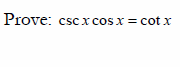 Prove: csc x cos x = cot x